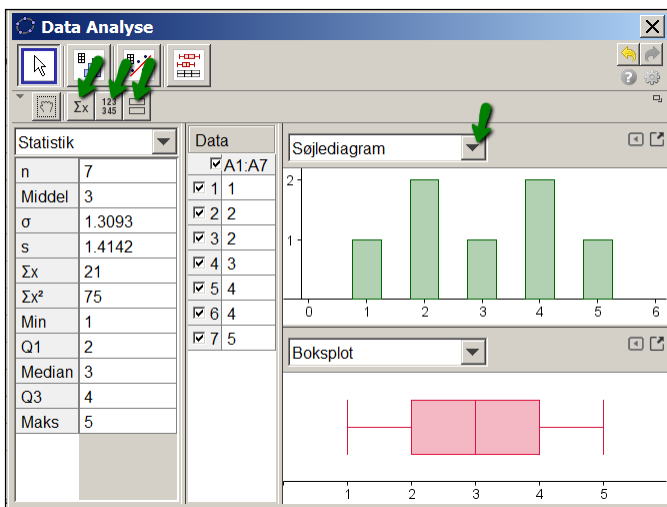 Data Analyse
Σx
123
345
Statistik
n 7
Middel 3
σ 1.3093
s 1.4142
Σx 21
Σx² 75
Min 1
Q1 2
Median 3
Q3 4
Maks 5
Data
A1:A7
1 1
2 2
3 2
4 3
5 4
6 4
7 5
Søjlediagram
2
1
0 1 2 3 4 5 6
Boksplot
1 2 3 4 5